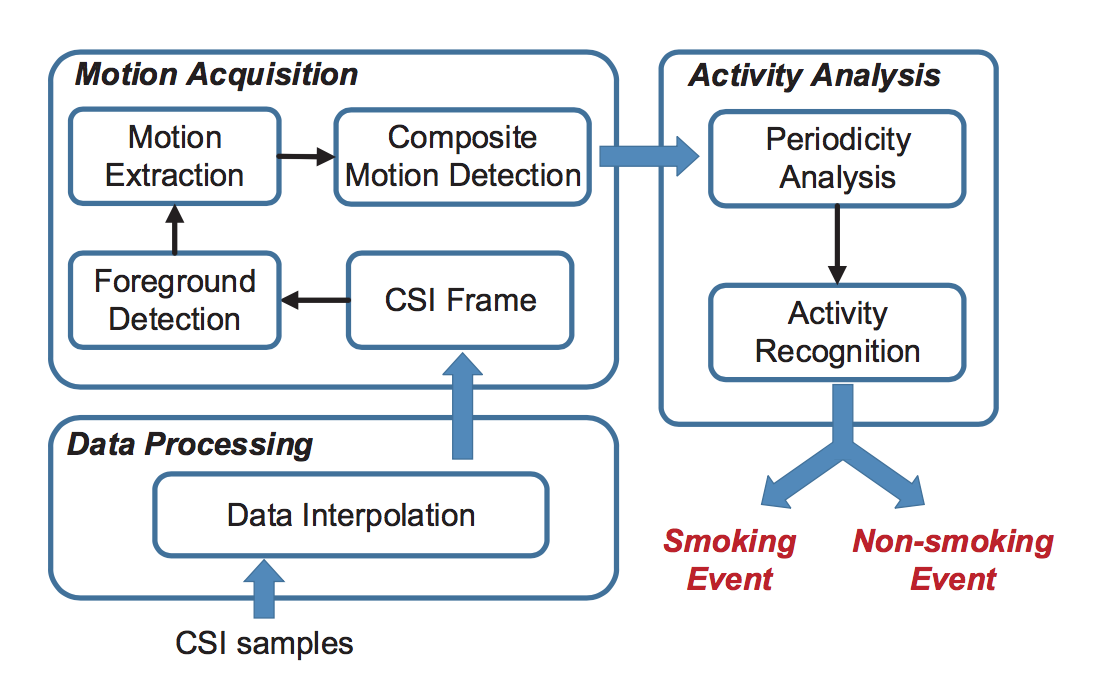 Motion Acquisition
Motion
Extraction
Composite
Motion Detection
Foreground
Detection
CSI Frame
Data Processing
Data Interpolation
CSI samples
Activity Analysis
Periodicity
Analysis
Activity
Recognition
Smoking
Event
Non-smoking
Event